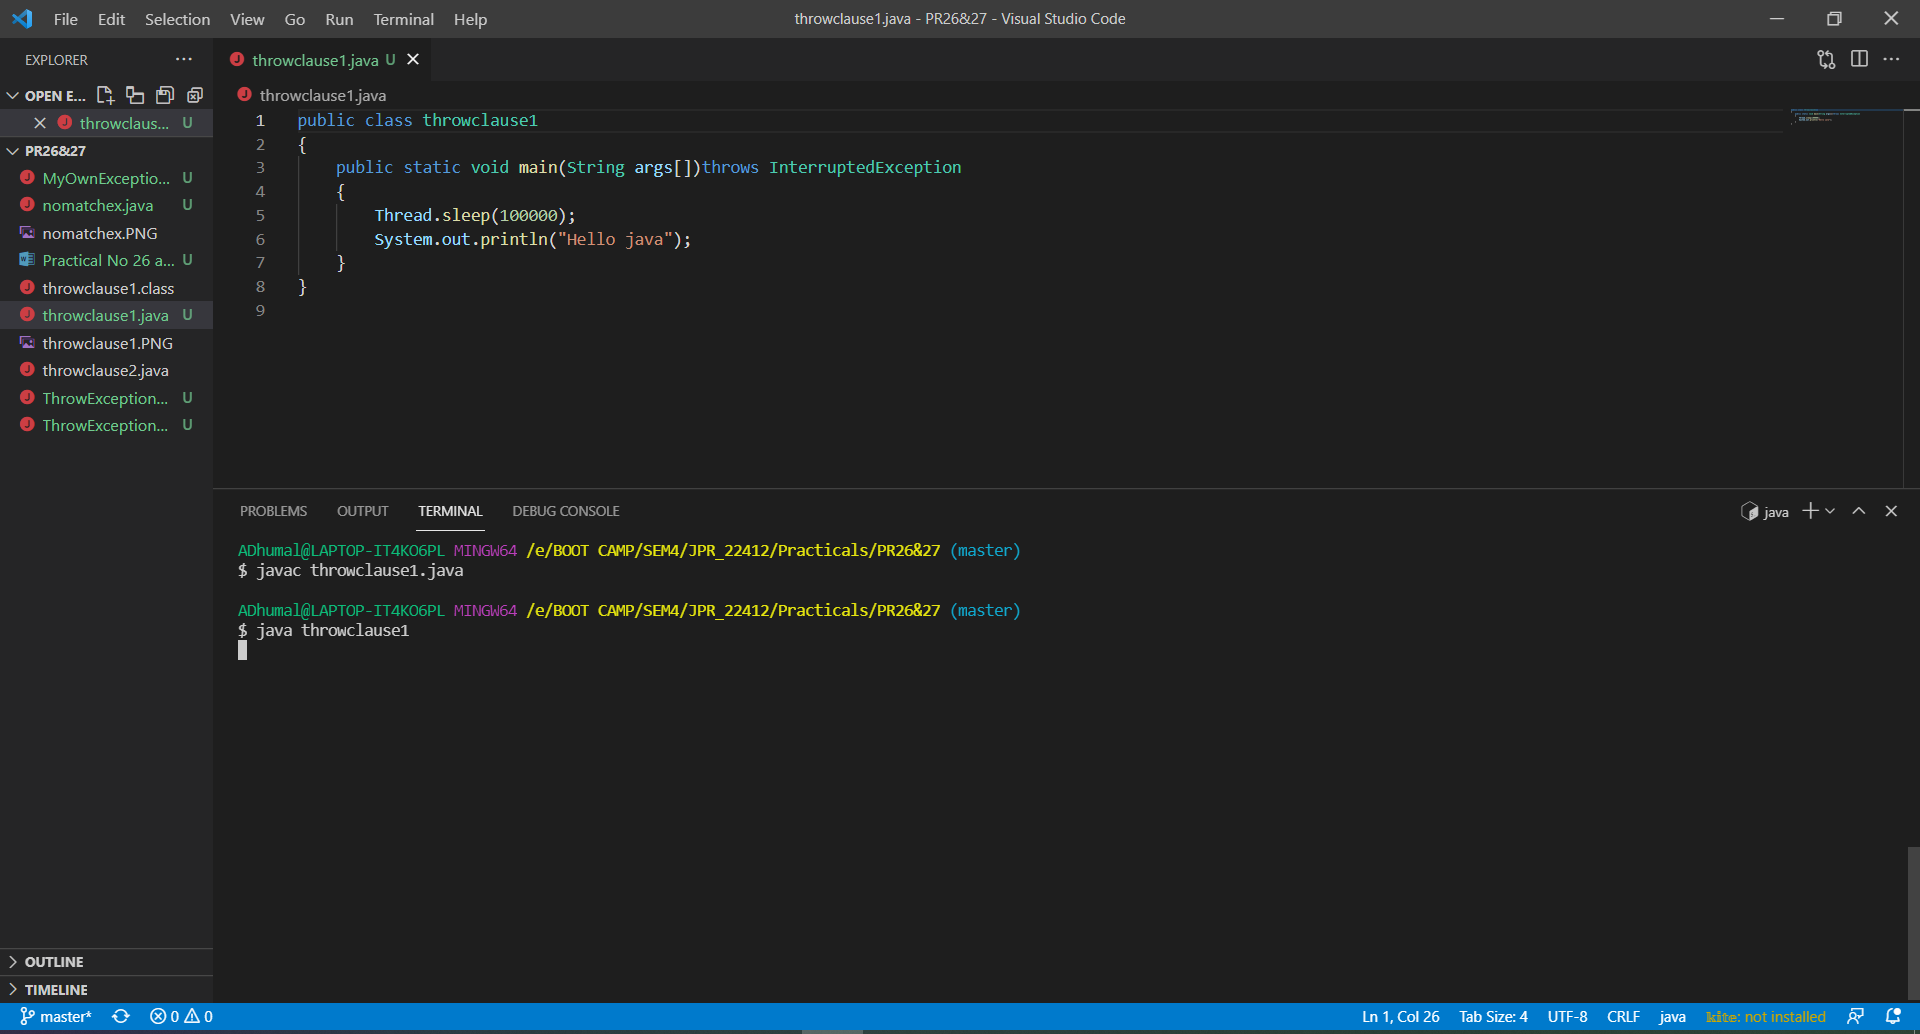 File Edit Selection View Go Run Terminal Help
throwclause1.java - PR26&27 - Visual Studio Code
EXPLORER
OPEN E...
throwclaus... U
PR26&27
MyOwnExceptio... U
nomatchex.java U
nomatchex.PNG
Practical No 26 a... U
throwclause1.class
throwclause1.java U
throwclause1.PNG
throwclause2.java
ThrowException... U
ThrowException... U
OUTLINE
TIMELINE
throwclause1.java U
throwclause1.java
1 public class throwclause1
2 {
3 public static void main(String args[])throws InterruptedException
4 {
5 Thread.sleep(100000);
6 System.out.println("Hello java");
7 }
8 }
9
PROBLEMS OUTPUT TERMINAL DEBUG CONSOLE
java
ADhumal@LAPTOP-IT4KO6PL MINGW64 /e/BOOT CAMP/SEM4/JPR_22412/Practicals/PR26&27 (master)
$ javac throwclause1.java
ADhumal@LAPTOP-IT4KO6PL MINGW64 /e/BOOT CAMP/SEM4/JPR_22412/Practicals/PR26&27 (master)
$ java throwclause1
master* 0 0
Ln 1, Col 26 Tab Size: 4 UTF-8 CRLF java kite: not installed